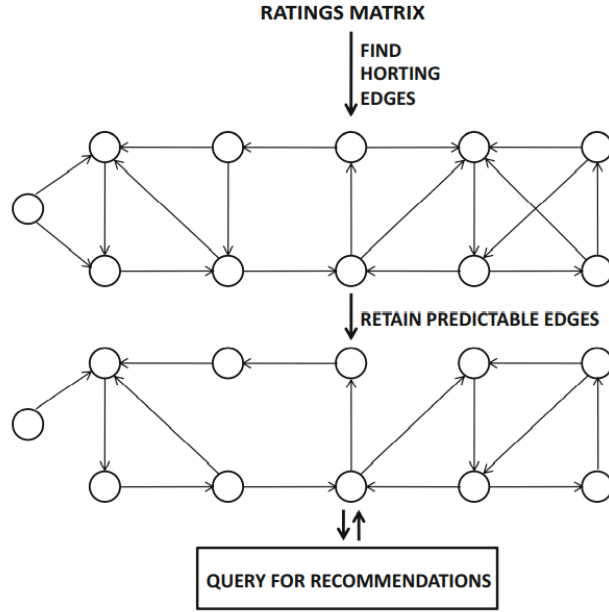 RATINGS MATRIX
FIND
HORTING
EDGES
RETAIN PREDICTABLE EDGES
QUERY FOR RECOMMENDATIONS